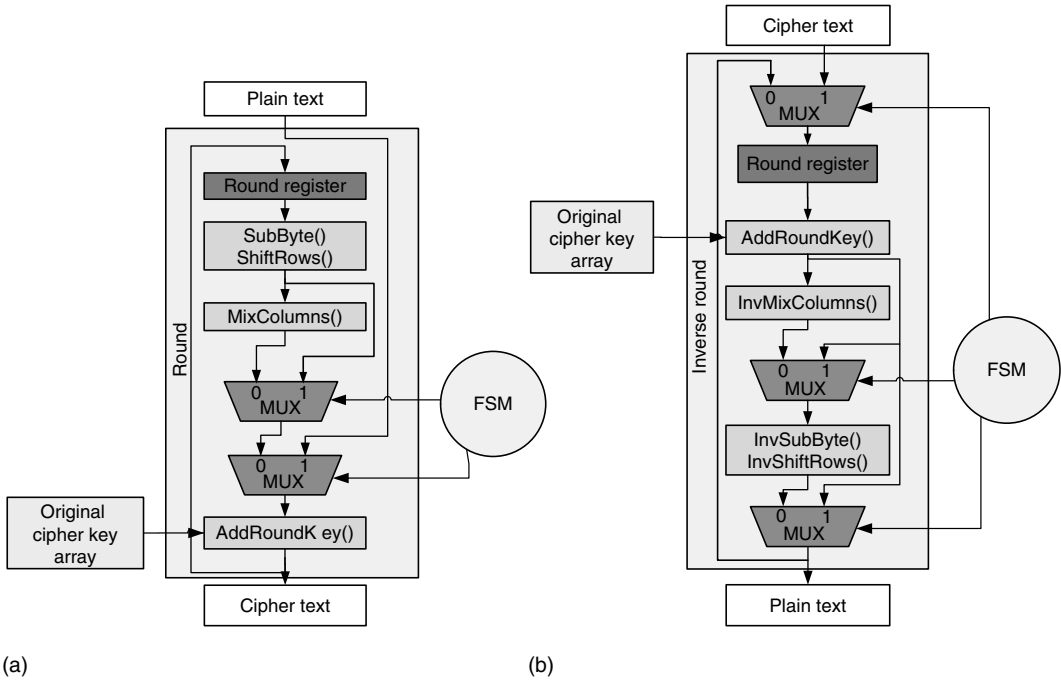 Plain text
Round
Round register
SubByte()
ShiftRows()
MixColumns()
0 1
MUX
0 1
MUX
FSM
Original
cipher key
array
AddRoundK ey()
Cipher text
(a)
Cipher text
Inverse round
0 1
MUX
Round register
Original
cipher key
array
AddRoundKey()
InvMixColumns()
0 1
MUX
FSM
InvSubByte()
InvShiftRows()
0 1
MUX
Plain text
(b)